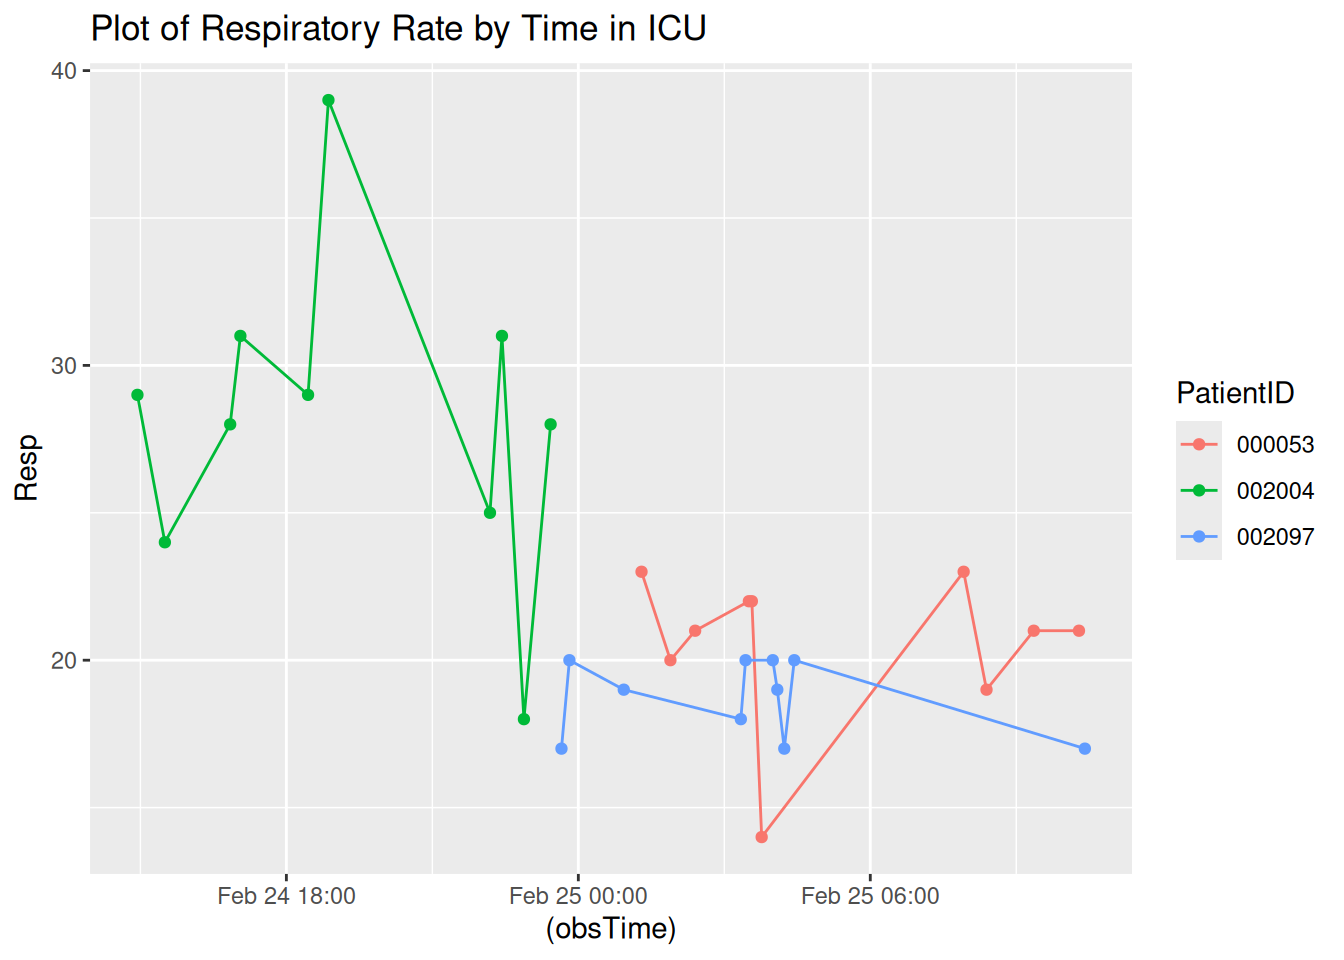 Plot of Respiratory Rate by Time in ICU
40
30
20
Resp
Feb 24 18:00
Feb 25 00:00
Feb 25 06:00
(obsTime)
PatientID
000053
002004
002097